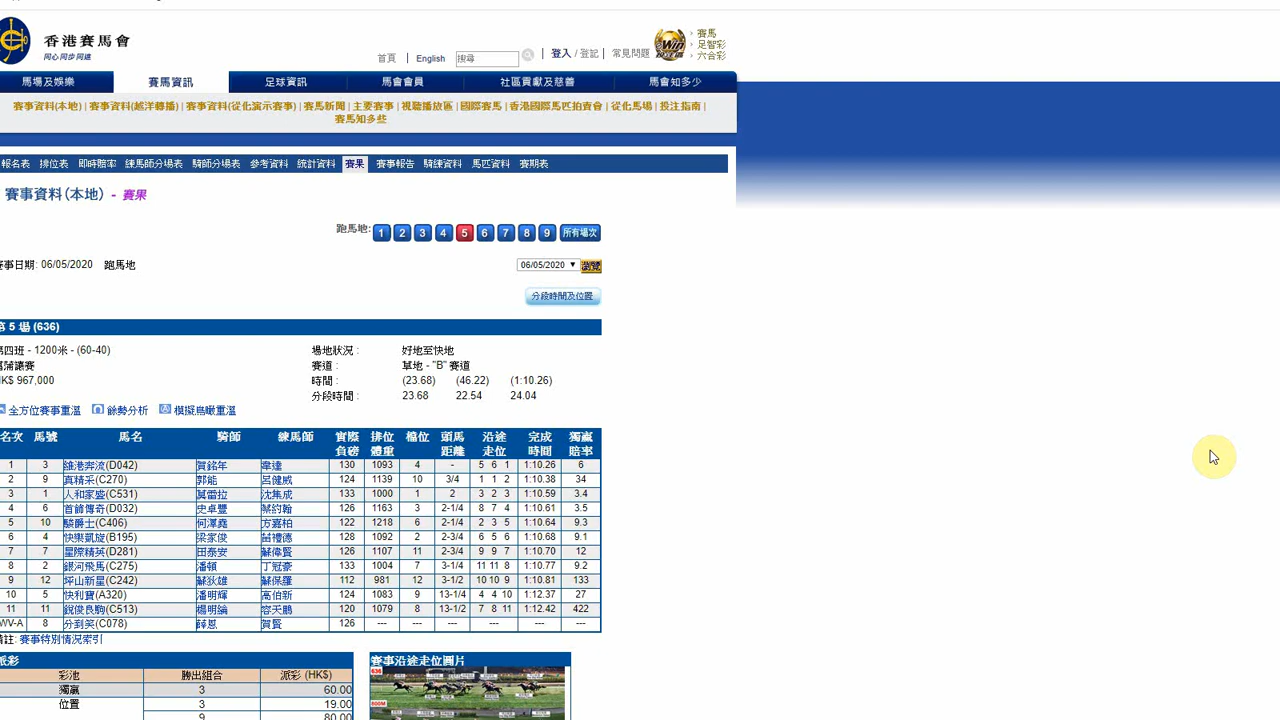 香港賽馬會
同心同步同進
首頁 | English 搜尋 | 登入 / 登記 | 常見問題
賽馬
足智彩
六合彩
馬場及娛樂 賽馬資訊 足球資訊 馬會會員 社區貢獻及慈善 馬會知多少
賽事資料(本地) | 賽事資料(越洋轉播) | 賽事資料(從化演示賽事) | 賽馬新聞 | 主要賽事 | 視聽播放區 | 國際賽馬 | 香港國際馬匹拍賣會 | 從化馬場 | 投注指南 |
賽馬知多些
報名表 排位表 即時賠率 練馬師分場表 騎師分場表 參考資料 統計資料 賽果 賽事報告 騎練資料 馬匹資料 賽期表
賽事資料(本地) - 賽果
跑馬地: 1 2 3 4 5 6 7 8 9 所有場次
賽事日期: 06/05/2020 跑馬地 06/05/2020 瀏覽
分段時間及位置
第 5 場 (636)
第四班 - 1200米 - (60-40) 場地狀況 : 好地至快地
菖蒲讓賽 賽道 : 草地 - "B" 賽道
HK$ 967,000 時間 : (23.68) (46.22) (1:10.26)
分段時間 : 23.68 22.54 24.04
全方位賽事重溫 餘勢分析 模擬鳥瞰重溫
名次 馬號 馬名 騎師 練馬師 實際負磅 排位體重 檔位 頭馬距離 沿途走位 完成時間 獨贏賠率
1 3 雄港奔流(D042) 賀銘年 韋達 130 1093 4 - 5 6 1 1:10.26 6
2 9 真精采(C270) 郭能 呂健威 124 1139 10 3/4 1 1 2 1:10.38 34
3 1 人和家盛(C531) 莫雷拉 沈集成 133 1000 1 2 3 2 3 1:10.59 3.4
4 6 首飾傳奇(D032) 史卓豐 蔡約翰 126 1163 3 2-1/4 8 7 4 1:10.61 3.5
5 10 駿爵士(C406) 何澤堯 方嘉柏 122 1218 6 2-1/4 2 3 5 1:10.64 9.3
6 4 快樂凱旋(B195) 梁家俊 苗禮德 128 1092 2 2-3/4 6 5 6 1:10.68 9.1
7 7 星際精英(D281) 田泰安 蘇偉賢 126 1107 11 2-3/4 9 9 7 1:10.70 12
8 2 銀河飛馬(C275) 潘頓 丁冠豪 133 1004 7 3-1/4 11 11 8 1:10.77 9.2
9 12 坪山新星(C242) 蘇狄雄 蘇保羅 112 981 12 3-1/2 10 10 9 1:10.81 133
10 5 快利寶(A320) 潘明輝 高伯新 124 1083 9 13-1/4 4 4 10 1:12.37 27
11 11 銳俊良駒(C513) 楊明綸 容天鵬 120 1079 8 13-1/2 7 8 11 1:12.42 422
WV-A 8 分到笑(C078) 薛恩 賀賢 126 --- --- --- --- --- ---
備註: 賽事特別情況索引
派彩 賽事沿途走位圖片
彩池 勝出組合 派彩 (HK$)
獨贏 3 60.00
位置 3 19.00
9 80.00
636
800M